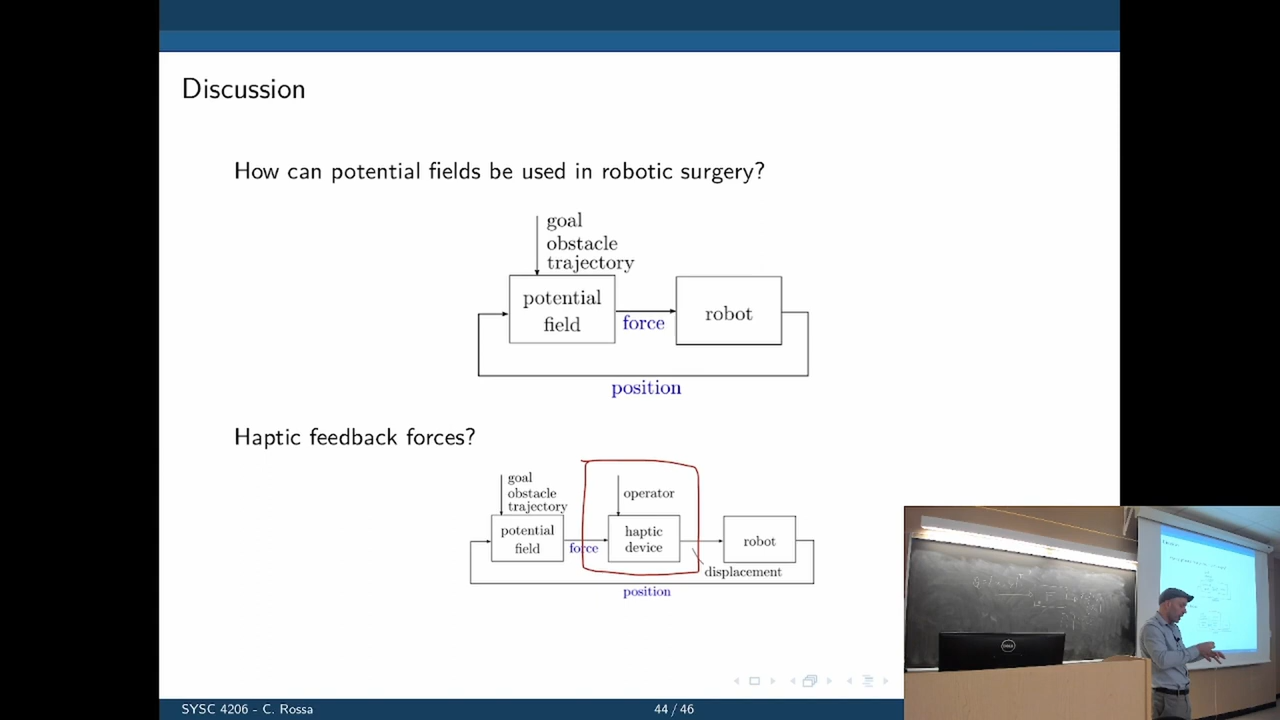 Discussion
How can potential fields be used in robotic surgery?
goal
obstacle
trajectory
potential
field
force
robot
position
Haptic feedback forces?
goal
obstacle
trajectory
operator
potential
field
force
haptic
device
robot
displacement
position
DELL
SYSC 4206 - C. Rossa
44 / 46